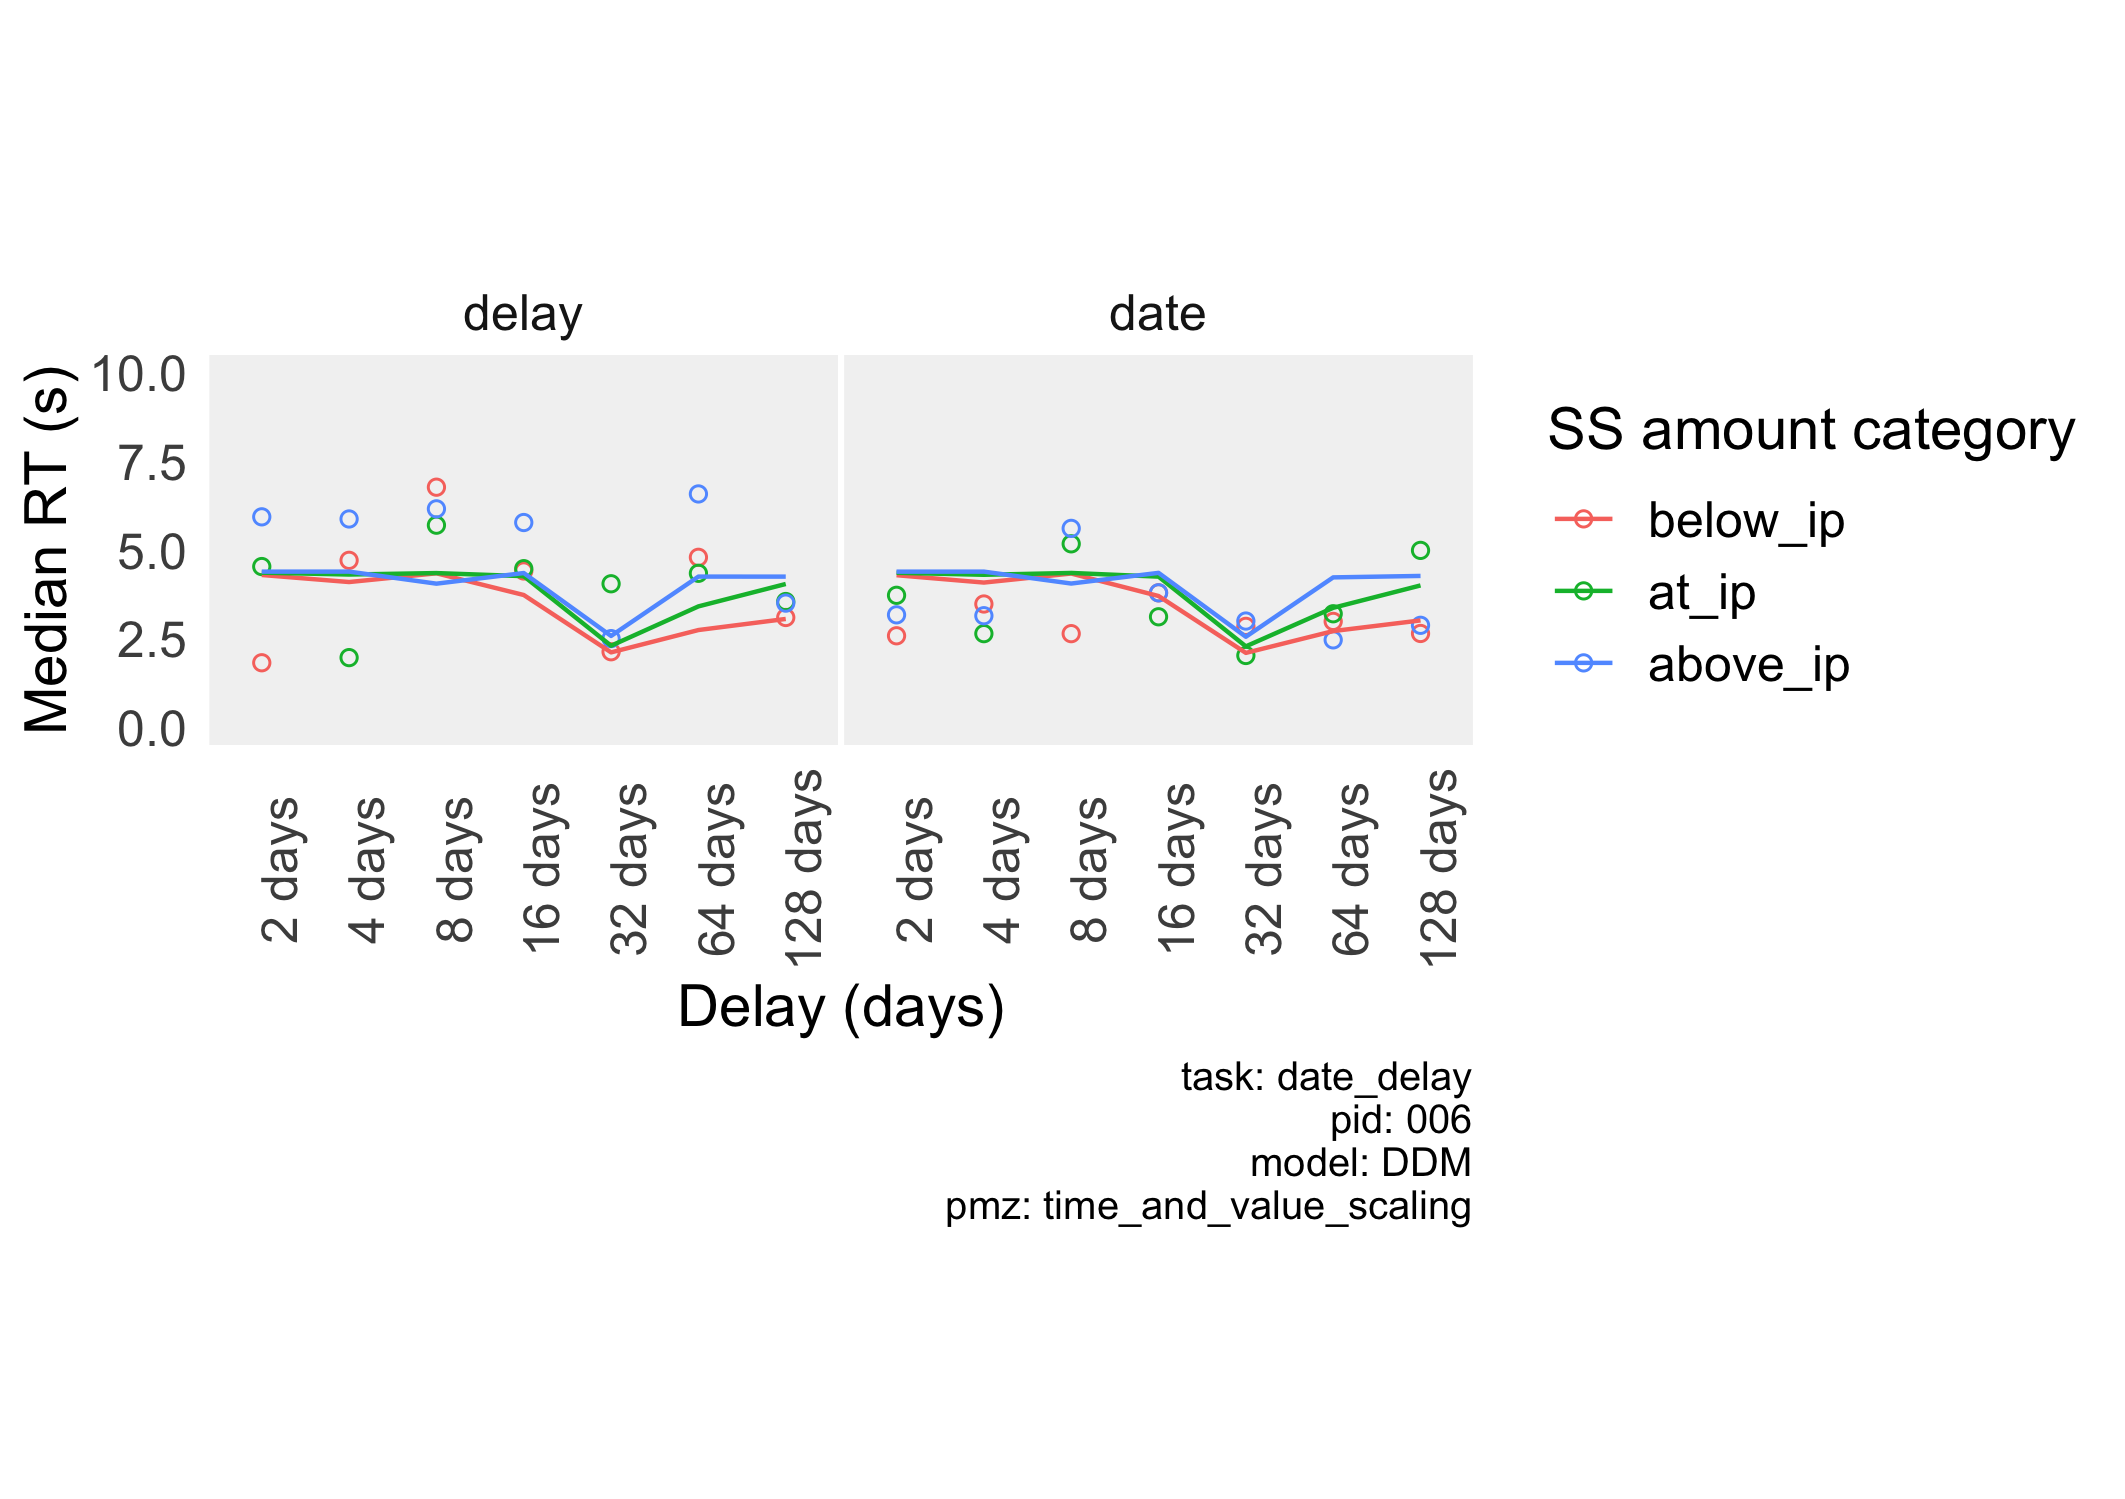 delay
date
Median RT (s)
10.0
7.5
5.0
2.5
0.0
2 days
4 days
8 days
16 days
32 days
64 days
128 days
2 days
4 days
8 days
16 days
32 days
64 days
128 days
Delay (days)
SS amount category
below_ip
at_ip
above_ip
task: date_delay
pid: 006
model: DDM
pmz: time_and_value_scaling